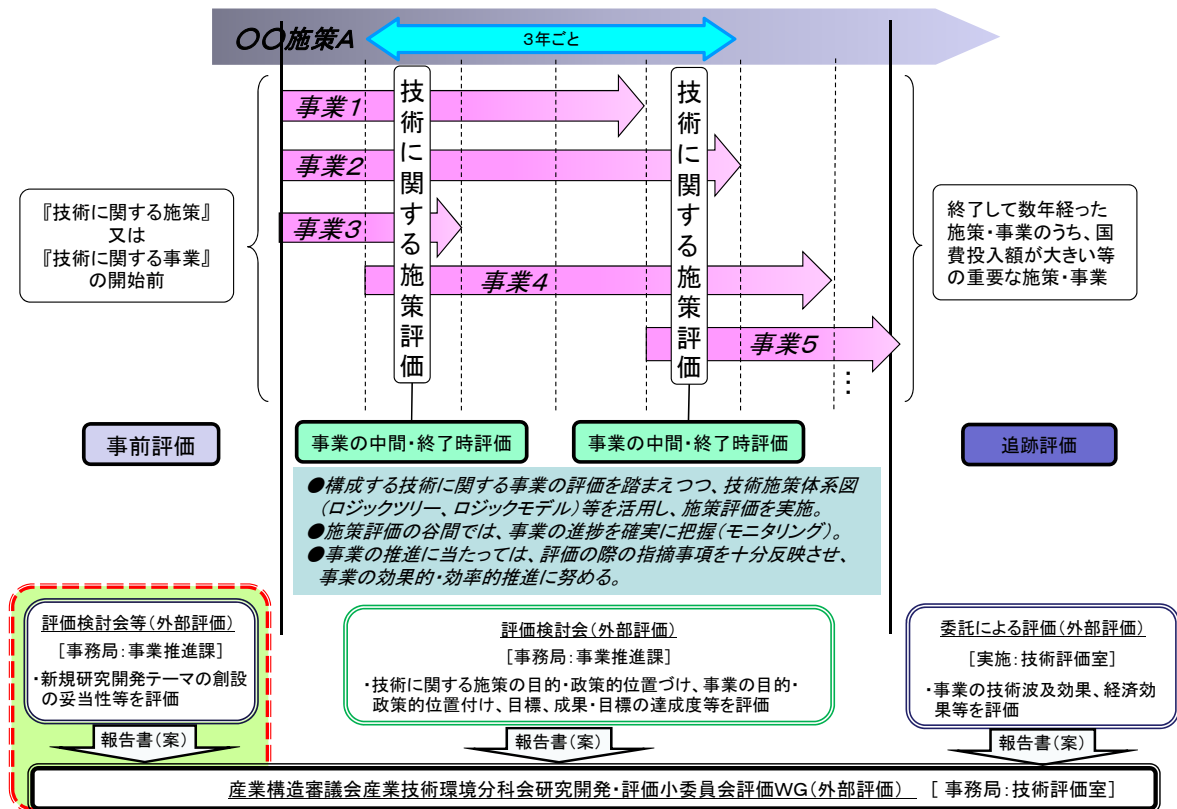 〇〇施策A
3年ごと
技術に関する施策評価
技術に関する施策評価
事業1
事業2
事業3
事業4
事業5
…
『技術に関する施策』
又は
『技術に関する事業』
の開始前
終了して数年経った
施策・事業のうち、国
費投入額が大きい等
の重要な施策・事業
事前評価
事業の中間・終了時評価
事業の中間・終了時評価
追跡評価
●構成する技術に関する事業の評価を踏まえつつ、技術施策体系図
(ロジックツリー、ロジックモデル)等を活用し、施策評価を実施。
●施策評価の谷間では、事業の進捗を確実に把握(モニタリング)。
●事業の推進に当たっては、評価の際の指摘事項を十分反映させ、
事業の効果的・効率的推進に努める。
評価検討会等(外部評価)
[事務局:事業推進課]
・新規研究開発テーマの創設
の妥当性等を評価
報告書(案)
評価検討会(外部評価)
[事務局:事業推進課]
・技術に関する施策の目的・政策的位置づけ、事業の目的・
政策的位置付け、目標、成果・目標の達成度等を評価
報告書(案)
委託による評価(外部評価)
[実施:技術評価室]
・事業の技術波及効果、経済効
果等を評価
報告書(案)
産業構造審議会産業技術環境分科会研究開発・評価小委員会評価WG(外部評価) [事務局:技術評価室]